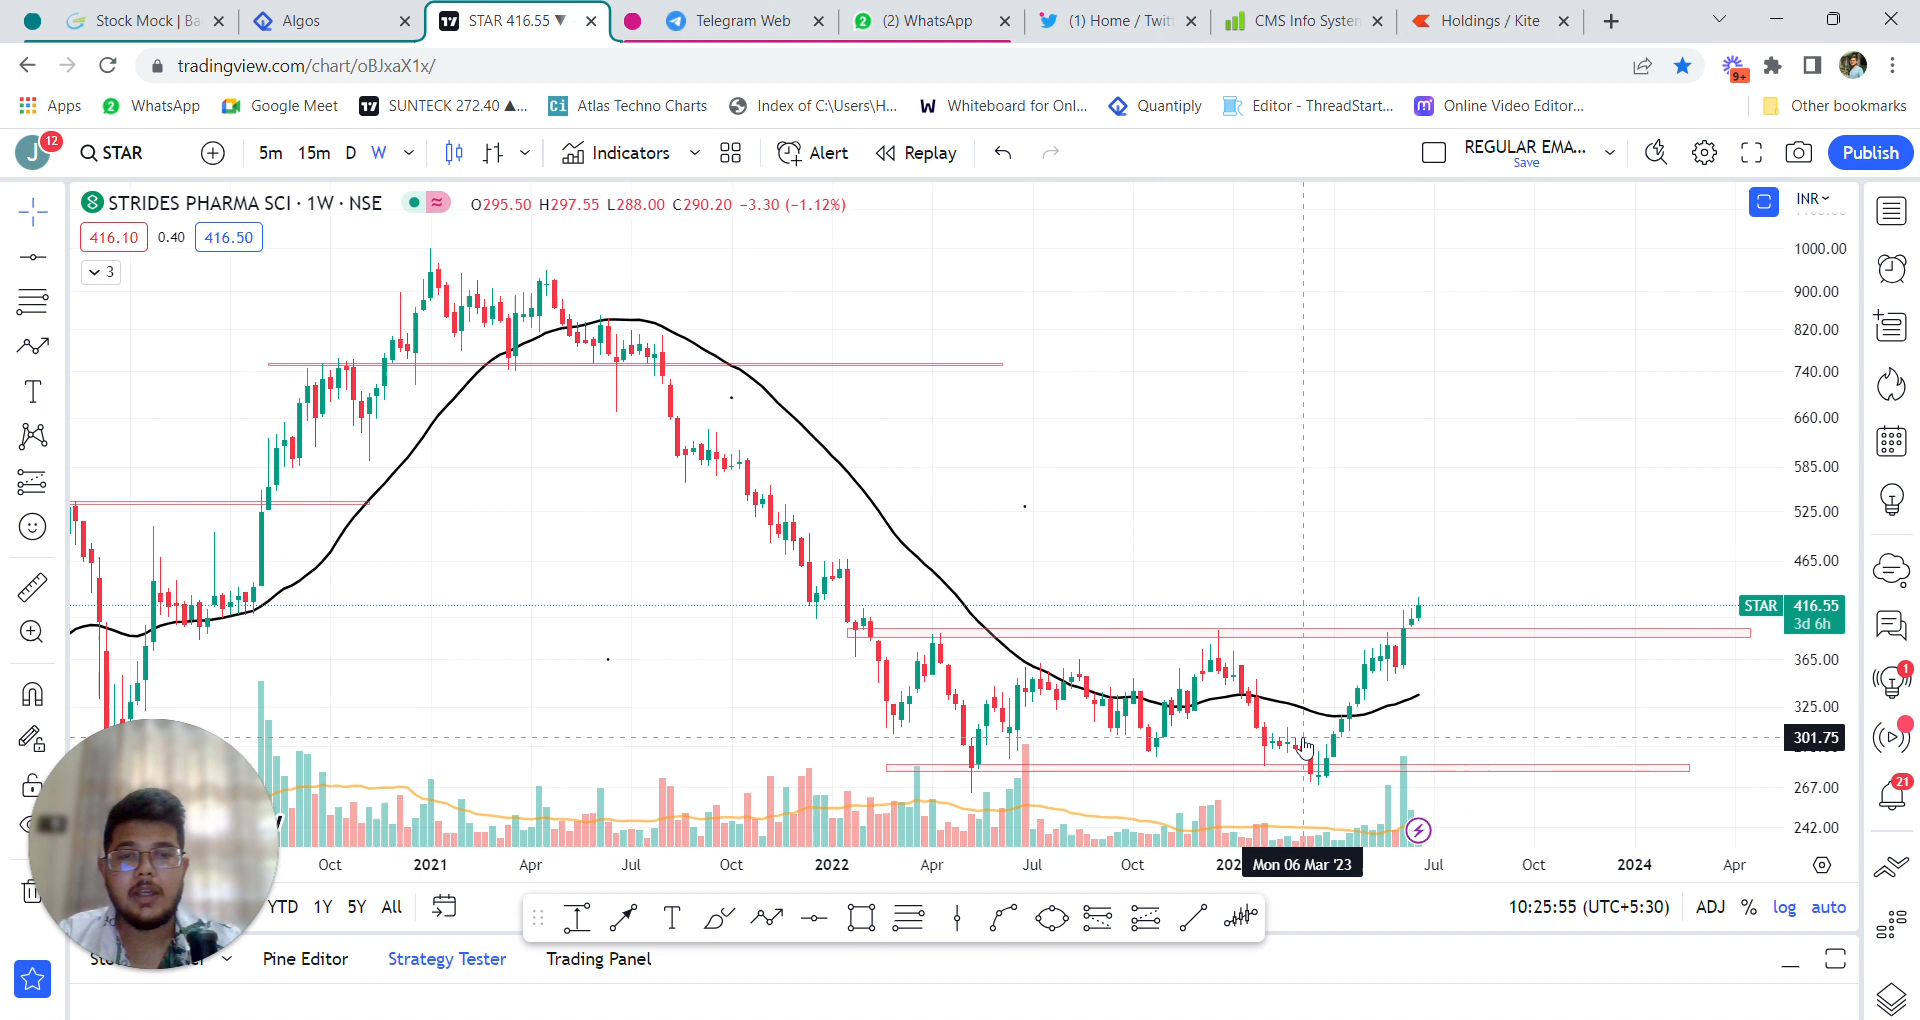 Stock Mock | Ba
Algos
STAR 416.55 ▼
Telegram Web
(2) WhatsApp
(1) Home / Twit
CMS Info System
Holdings / Kite
tradingview.com/chart/oBJxaX1x/
9+
Apps
WhatsApp
Google Meet
SUNTECK 272.40 ▲...
Atlas Techno Charts
Index of C:\Users\H...
Whiteboard for Onl...
Quantiply
Editor - ThreadStart...
Online Video Editor...
Other bookmarks
J
12
STAR
5m 15m D W
Indicators
Alert
Replay
REGULAR EMA...
Save
Publish
STRIDES PHARMA SCI · 1W · NSE
O295.50 H297.55 L288.00 C290.20 −3.30 (−1.12%)
INR
416.10 0.40 416.50
3
1000.00
900.00
820.00
740.00
660.00
585.00
525.00
465.00
STAR 416.55
3d 6h
365.00
325.00
301.75
267.00
242.00
1
21
Oct 2021 Apr Jul Oct 2022 Apr Jul Oct 202 Mon 06 Mar '23 Jul Oct 2024 Apr
YTD 1Y 5Y All
10:25:55 (UTC+5:30) ADJ % log auto
Pine Editor
Strategy Tester
Trading Panel